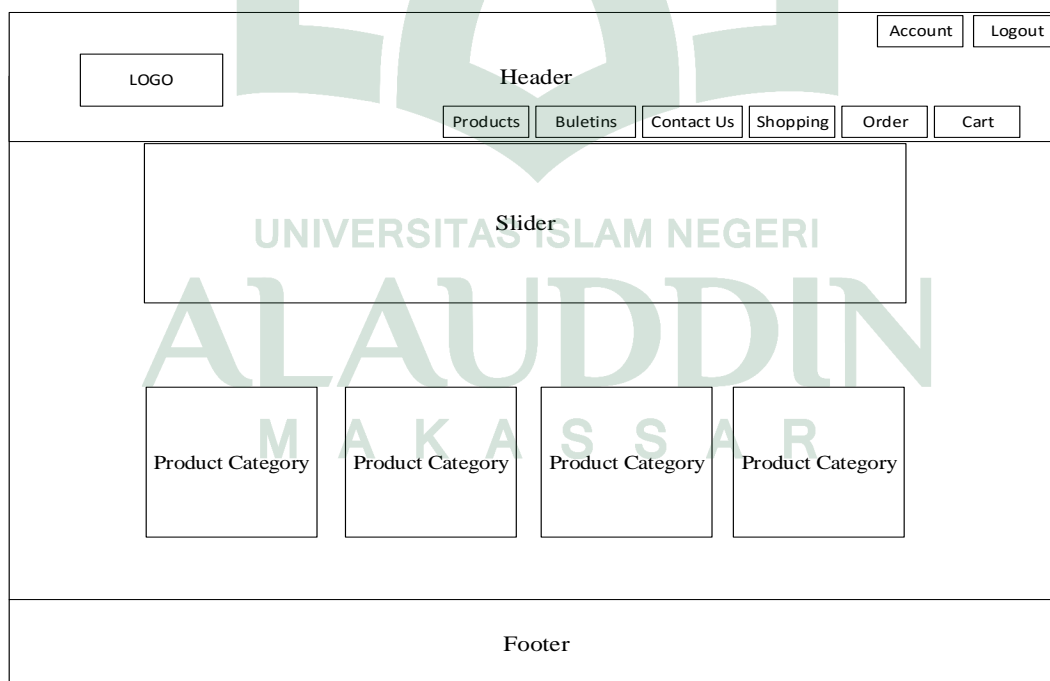 Account Logout
LOGO
Header
Products Buletins Contact Us Shopping Order Cart
Slider
UNIVERSITAS ISLAM NEGERI
ALAUDDIN
MAKASSAR
Product Category Product Category Product Category Product Category
Footer